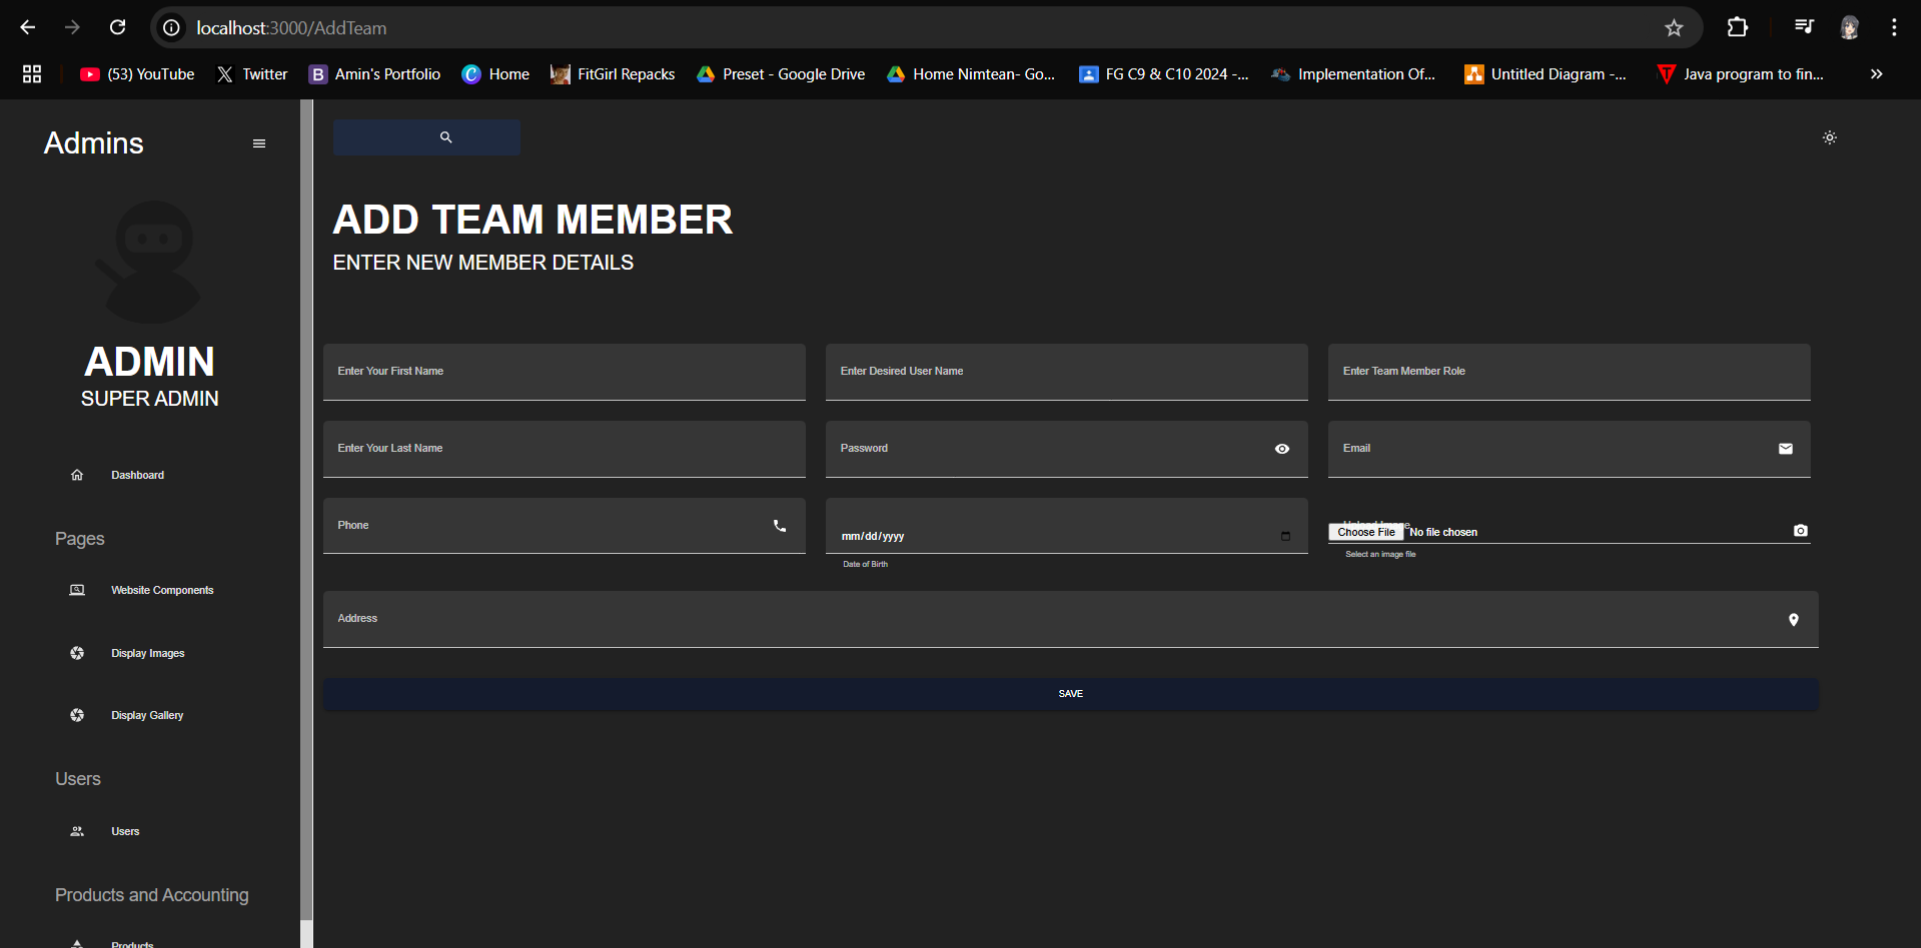 localhost:3000/AddTeam
(53) YouTube Twitter Amin's Portfolio Home FitGirl Repacks Preset - Google Drive Home Nimtean- Go... FG C9 & C10 2024 -... Implementation Of... Untitled Diagram -... Java program to fin...
Admins
ADMIN
SUPER ADMIN
Dashboard
Pages
Website Components
Display Images
Display Gallery
Users
Users
Products and Accounting
Products
ADD TEAM MEMBER
ENTER NEW MEMBER DETAILS
Enter Your First Name
Enter Desired User Name
Enter Team Member Role
Enter Your Last Name
Password
Email
Phone
mm/dd/yyyy
Date of Birth
Choose File No file chosen
Select an image file
Address
SAVE